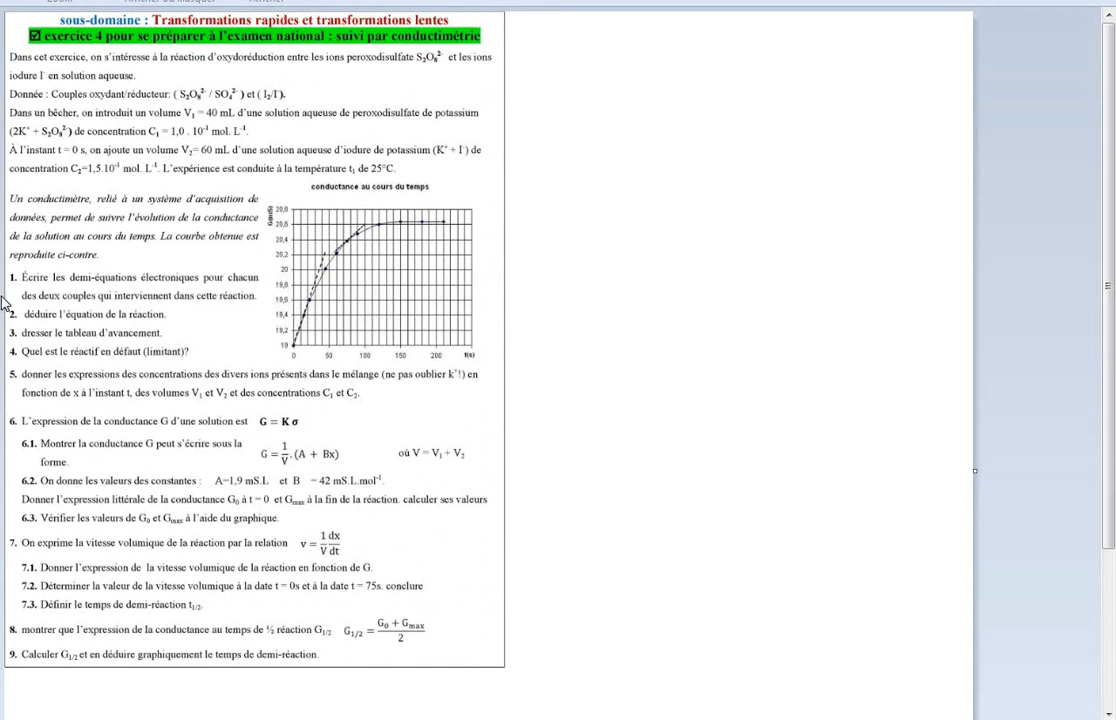 sous-domaine : Transformations rapides et transformations lentes
☑ exercice 4 pour se préparer à l'examen national : suivi par conductimétrie
Dans cet exercice, on s'intéresse à la réaction d'oxydoréduction entre les ions peroxodisulfate S₂O₈²⁻ et les ions
iodure I⁻ en solution aqueuse.
Donnée : Couples oxydant/réducteur: ( S₂O₈²⁻ / SO₄²⁻ ) et ( I₂/I⁻).
Dans un bêcher, on introduit un volume V₁ = 40 mL d'une solution aqueuse de peroxodisulfate de potassium
(2K⁺ + S₂O₈²⁻) de concentration C₁ = 1,0 . 10⁻¹ mol. L⁻¹.
À l'instant t = 0 s, on ajoute un volume V₂= 60 mL d'une solution aqueuse d'iodure de potassium (K⁺ + I⁻) de
concentration C₂=1,5.10⁻¹ mol. L⁻¹. L'expérience est conduite à la température t₁ de 25°C.
Un conductimètre, relié à un système d'acquisition de
données, permet de suivre l'évolution de la conductance
de la solution au cours du temps. La courbe obtenue est
reproduite ci-contre.
conductance au cours du temps
G(mS)
20,8
20,6
20,4
20,2
20
19,8
19,6
19,4
19,2
19
0 50 100 150 200 t(s)
1. Écrire les demi-équations électroniques pour chacun
des deux couples qui interviennent dans cette réaction.
2. déduire l'équation de la réaction.
3. dresser le tableau d'avancement.
4. Quel est le réactif en défaut (limitant)?
5. donner les expressions des concentrations des divers ions présents dans le mélange (ne pas oublier k⁺!) en
fonction de x à l'instant t, des volumes V₁ et V₂ et des concentrations C₁ et C₂.
6. L'expression de la conductance G d'une solution est G = K σ
6.1. Montrer la conductance G peut s'écrire sous la
forme. G = 1/V .(A + Bx) où V = V₁ + V₂
6.2. On donne les valeurs des constantes : A=1,9 mS.L et B = 42 mS.L.mol⁻¹.
Donner l'expression littérale de la conductance G₀ à t = 0 et Gmax à la fin de la réaction. calculer ses valeurs
6.3. Vérifier les valeurs de G₀ et Gmax à l'aide du graphique.
7. On exprime la vitesse volumique de la réaction par la relation v = 1/V dx/dt
7.1. Donner l'expression de la vitesse volumique de la réaction en fonction de G.
7.2. Déterminer la valeur de la vitesse volumique à la date t = 0s et à la date t = 75s. conclure
7.3. Définir le temps de demi-réaction t₁/₂.
8. montrer que l'expression de la conductance au temps de ½ réaction G₁/₂ G₁/₂ = (G₀ + Gmax)/2
9. Calculer G₁/₂ et en déduire graphiquement le temps de demi-réaction.